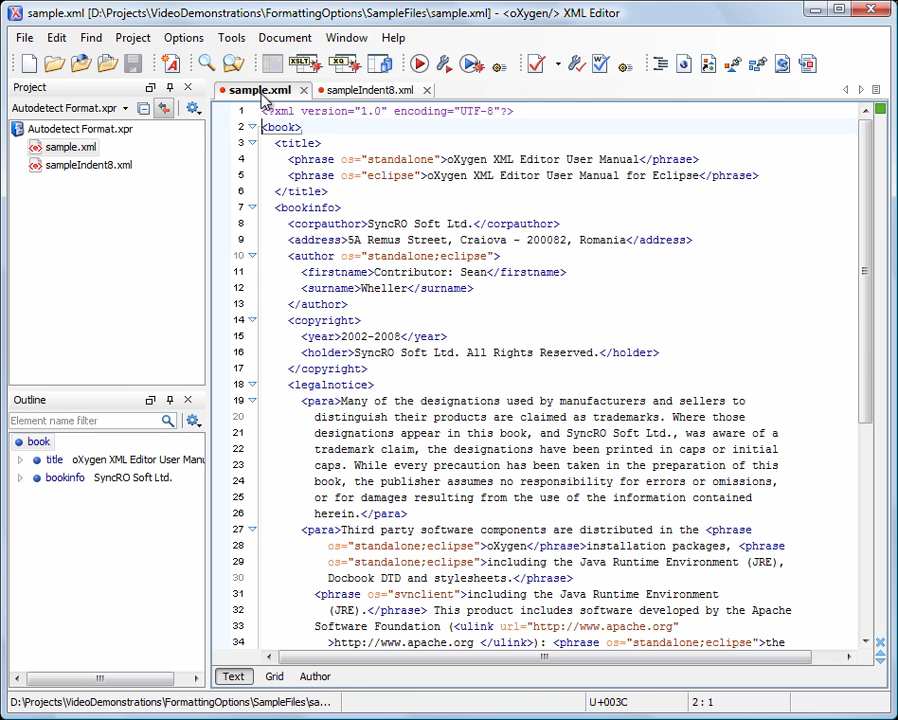 sample.xml [D:\Projects\VideoDemonstrations\FormattingOptions\SampleFiles\sample.xml] - <oXygen/> XML Editor
File Edit Find Project Options Tools Document Window Help
XSLT XQ
Project
Autodetect Format.xpr
Autodetect Format.xpr
sample.xml
sampleIndent8.xml
Outline
Element name filter
book
title oXygen XML Editor User Manu
bookinfo SyncRO Soft Ltd.
sample.xml sampleIndent8.xml
1 <?xml version="1.0" encoding="UTF-8"?>
2 <book>
3 <title>
4 <phrase os="standalone">oXygen XML Editor User Manual</phrase>
5 <phrase os="eclipse">oXygen XML Editor User Manual for Eclipse</phrase>
6 </title>
7 <bookinfo>
8 <corpauthor>SyncRO Soft Ltd.</corpauthor>
9 <address>5A Remus Street, Craiova - 200082, Romania</address>
10 <author os="standalone;eclipse">
11 <firstname>Contributor: Sean</firstname>
12 <surname>Wheller</surname>
13 </author>
14 <copyright>
15 <year>2002-2008</year>
16 <holder>SyncRO Soft Ltd. All Rights Reserved.</holder>
17 </copyright>
18 <legalnotice>
19 <para>Many of the designations used by manufacturers and sellers to
20 distinguish their products are claimed as trademarks. Where those
21 designations appear in this book, and SyncRO Soft Ltd., was aware of a
22 trademark claim, the designations have been printed in caps or initial
23 caps. While every precaution has been taken in the preparation of this
24 book, the publisher assumes no responsibility for errors or omissions,
25 or for damages resulting from the use of the information contained
26 herein.</para>
27 <para>Third party software components are distributed in the <phrase
28 os="standalone;eclipse">oXygen</phrase>installation packages, <phrase
29 os="standalone;eclipse">including the Java Runtime Environment (JRE),
30 Docbook DTD and stylesheets.</phrase>
31 <phrase os="svnclient">including the Java Runtime Environment
32 (JRE).</phrase> This product includes software developed by the Apache
33 Software Foundation (<ulink url="http://www.apache.org"
34 >http://www.apache.org </ulink>): <phrase os="standalone;eclipse">the
Text Grid Author
D:\Projects\VideoDemonstrations\FormattingOptions\SampleFiles\sa... U+003C 2 : 1